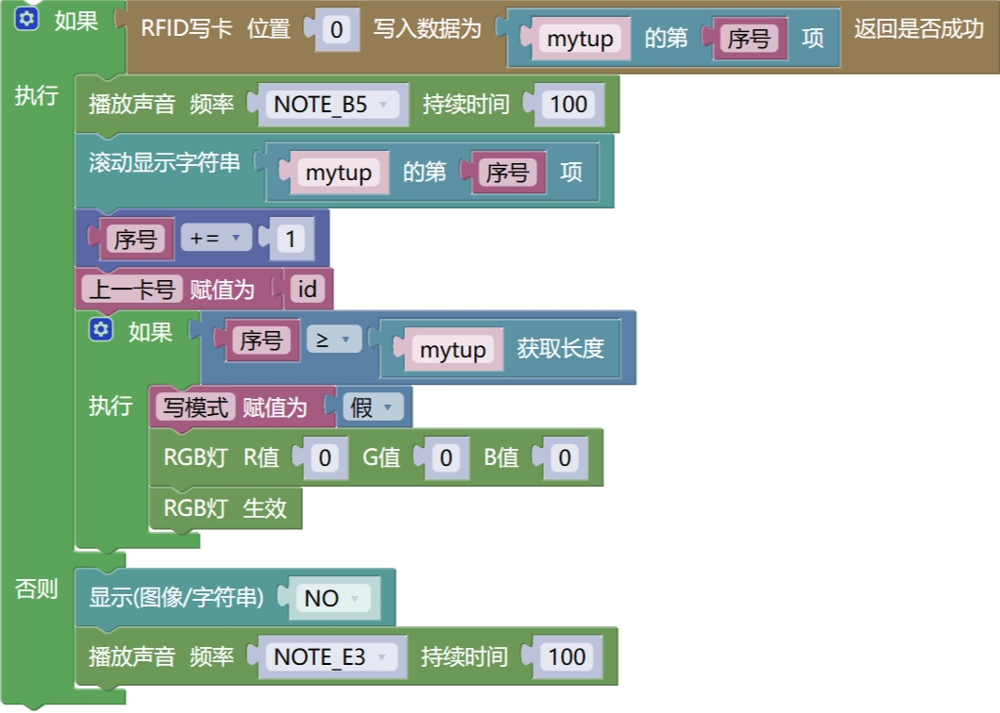 如果 RFID写卡 位置 0 写入数据为 mytup 的第 序号 项 返回是否成功
执行 播放声音 频率 NOTE_B5 持续时间 100
滚动显示字符串 mytup 的第 序号 项
序号 += 1
上一卡号 赋值为 id
如果 序号 ≥ mytup 获取长度
执行 写模式 赋值为 假
RGB灯 R值 0 G值 0 B值 0
RGB灯 生效
否则 显示(图像/字符串) NO
播放声音 频率 NOTE_E3 持续时间 100